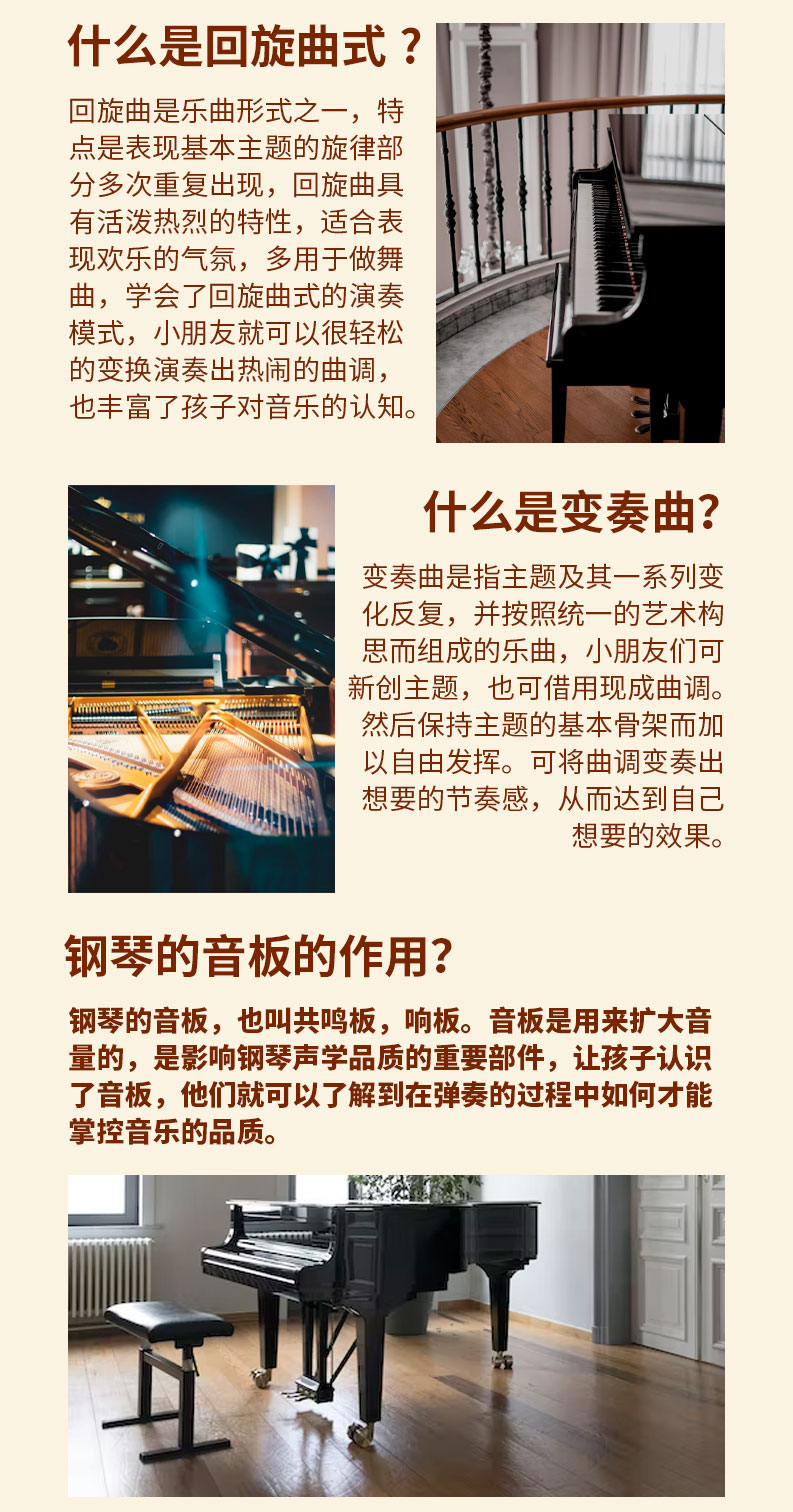 什么是回旋曲式？
回旋曲是乐曲形式之一，特
点是表现基本主题的旋律部
分多次重复出现，回旋曲具
有活泼热烈的特性，适合表
现欢乐的气氛，多用于做舞
曲，学会了回旋曲式的演奏
模式，小朋友就可以很轻松
的变换演奏出热闹的曲调，
也丰富了孩子对音乐的认知。
什么是变奏曲？
变奏曲是指主题及其一系列变
化反复，并按照统一的艺术构
思而组成的乐曲，小朋友们可
新创主题，也可借用现成曲调。
然后保持主题的基本骨架而加
以自由发挥。可将曲调变奏出
想要的节奏感，从而达到自己
想要的效果。
钢琴的音板的作用？
钢琴的音板，也叫共鸣板，响板。音板是用来扩大音
量的，是影响钢琴声学品质的重要部件，让孩子认识
了音板，他们就可以了解到在弹奏的过程中如何才能
掌控音乐的品质。